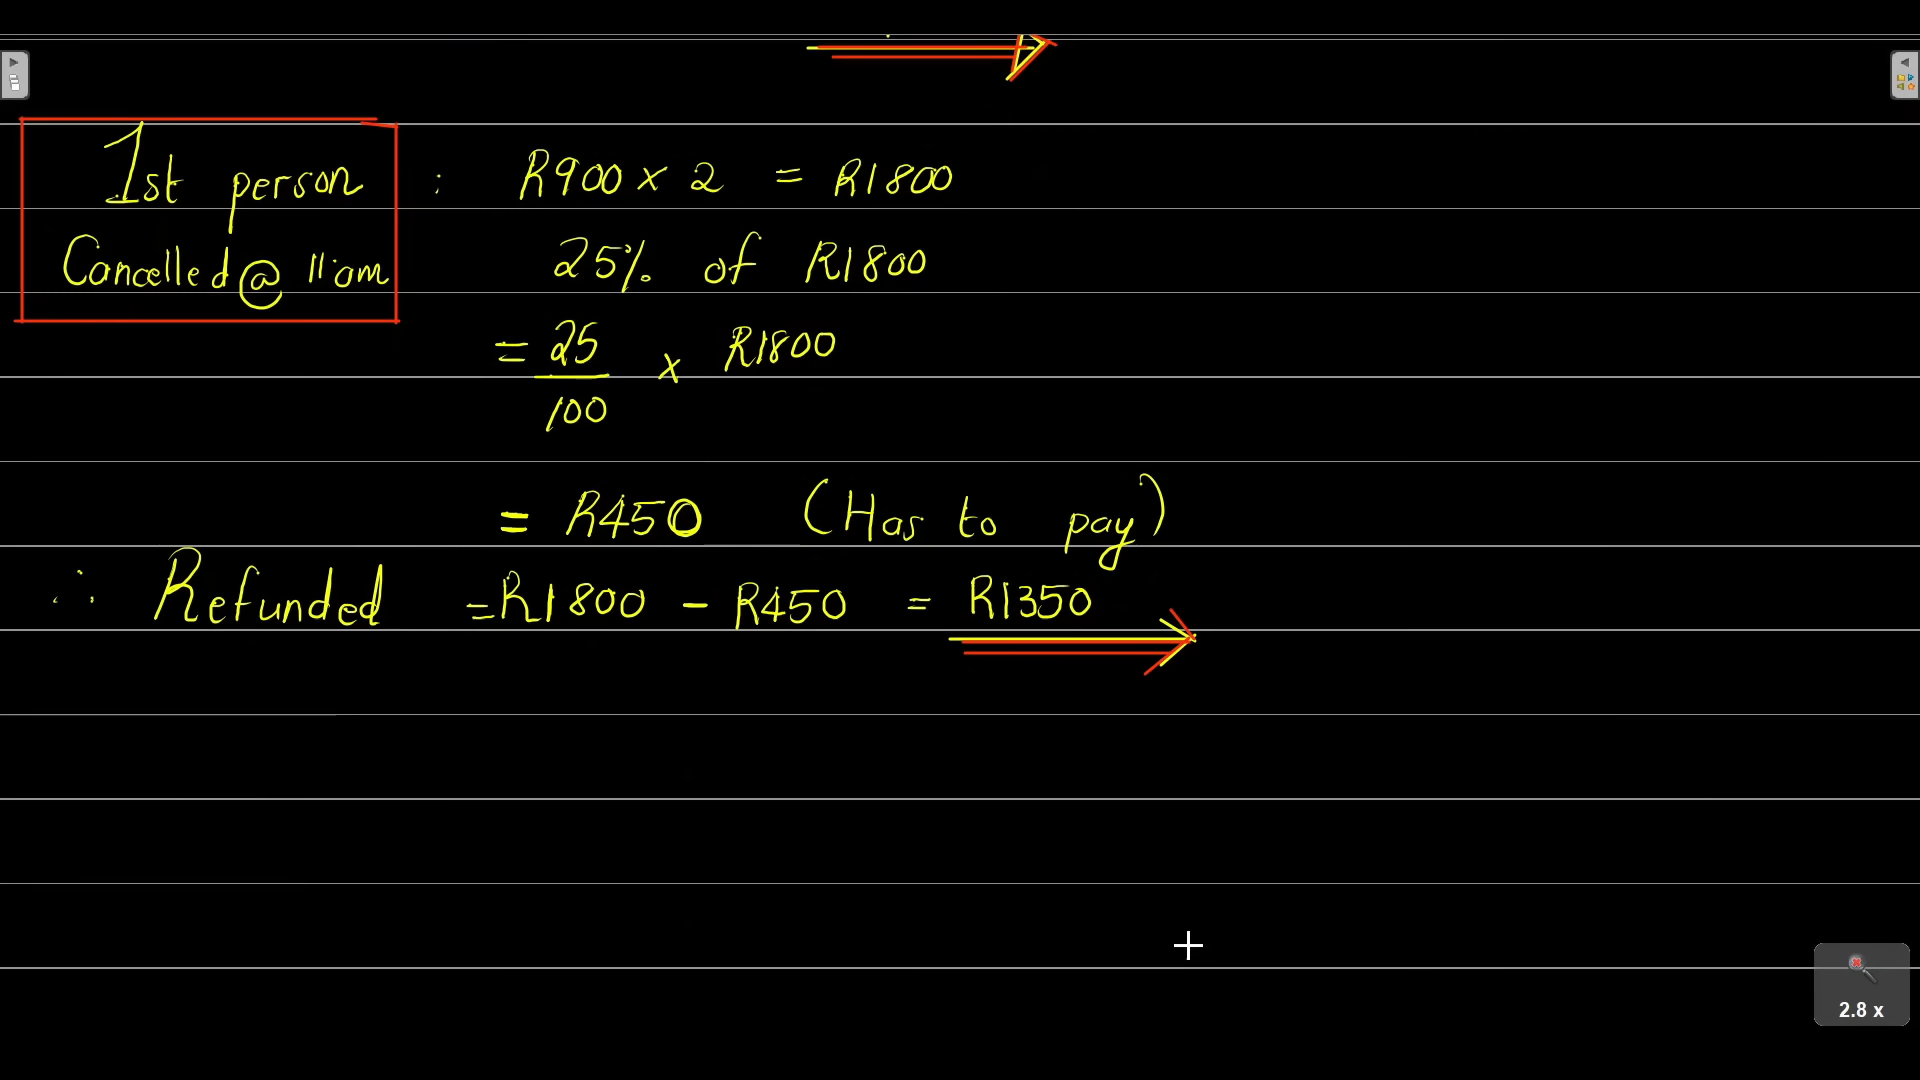 1st person : R900 x 2 = R1800
Cancelled @ 11am 25% of R1800
= 25/100 x R1800
= R450 (Has to pay)
∴ Refunded = R1800 - R450 = R1350
2.8 x